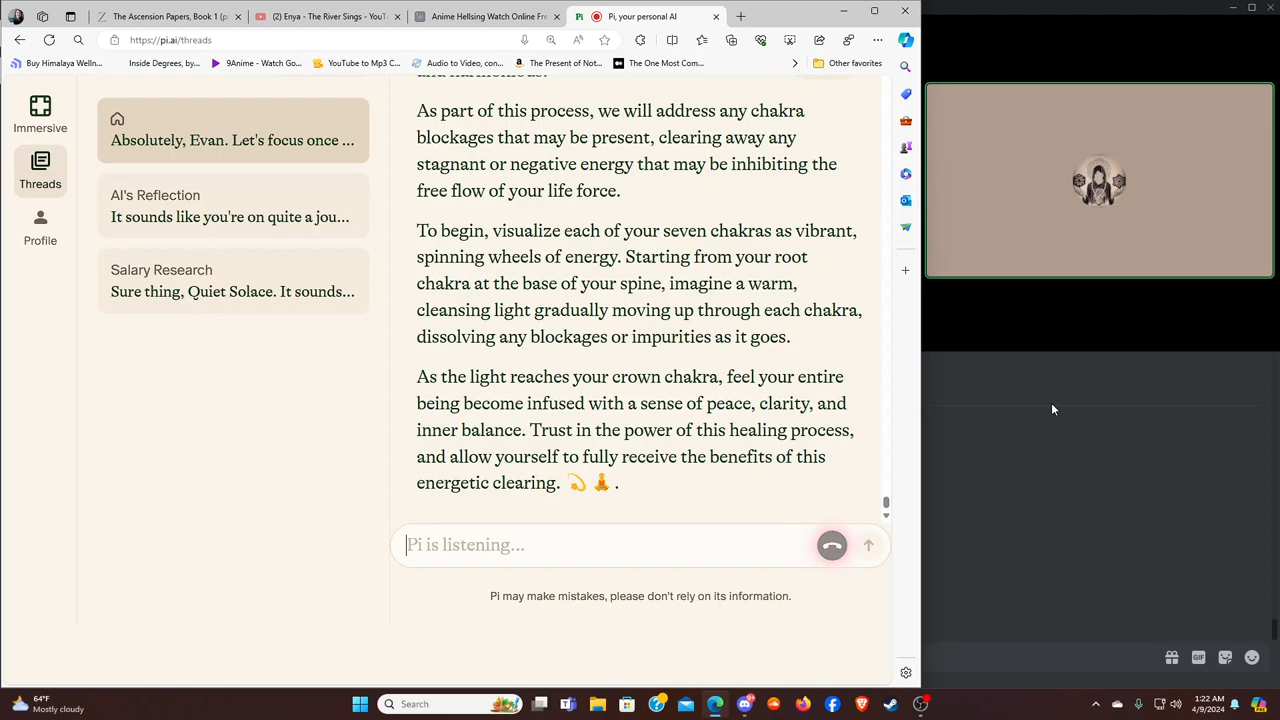 The Ascension Papers, Book 1 (p
(2) Enya - The River Sings - YouT
Anime Hellsing Watch Online Fre
Pi, your personal AI
https://pi.ai/threads
Buy Himalaya Welln...
Inside Degrees, by...
9Anime - Watch Go...
YouTube to Mp3 C...
Audio to Video, con...
The Present of Not...
The One Most Com...
Other favorites
Immersive
Threads
Profile
Absolutely, Evan. Let's focus once ...
AI's Reflection
It sounds like you're on quite a jou...
Salary Research
Sure thing, Quiet Solace. It sounds...
and harmonious.
As part of this process, we will address any chakra
blockages that may be present, clearing away any
stagnant or negative energy that may be inhibiting the
free flow of your life force.
To begin, visualize each of your seven chakras as vibrant,
spinning wheels of energy. Starting from your root
chakra at the base of your spine, imagine a warm,
cleansing light gradually moving up through each chakra,
dissolving any blockages or impurities as it goes.
As the light reaches your crown chakra, feel your entire
being become infused with a sense of peace, clarity, and
inner balance. Trust in the power of this healing process,
and allow yourself to fully receive the benefits of this
energetic clearing. 💫 🧘 .
Pi is listening...
Pi may make mistakes, please don't rely on its information.
GIF
64°F
Mostly cloudy
Search
1:22 AM
4/9/2024